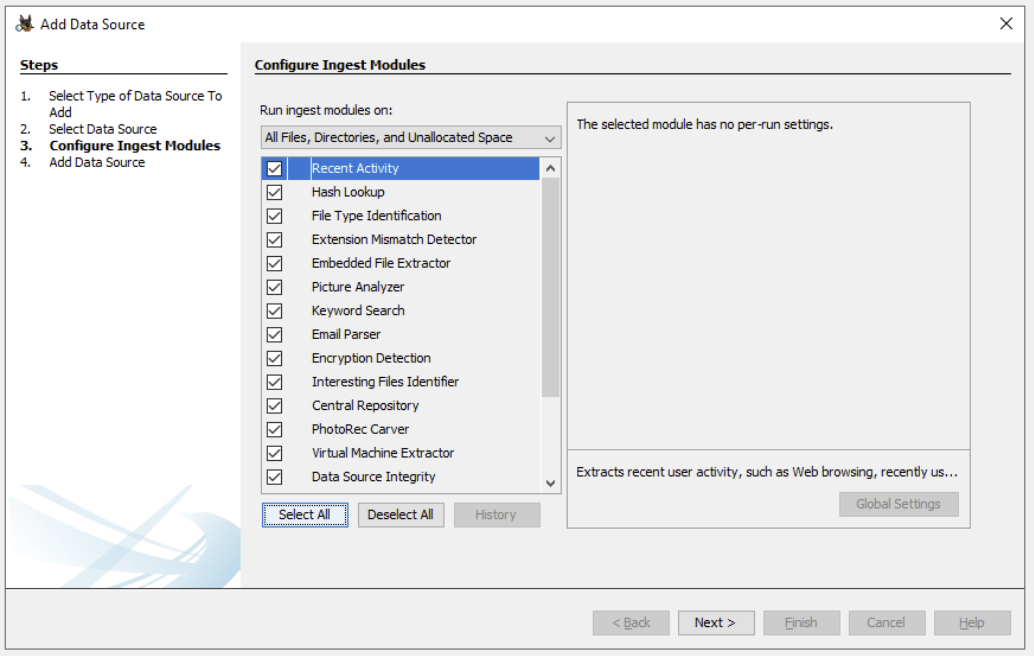 Add Data Source
Steps
1. Select Type of Data Source To
Add
2. Select Data Source
3. Configure Ingest Modules
4. Add Data Source
Configure Ingest Modules
Run ingest modules on:
All Files, Directories, and Unallocated Space
Recent Activity
Hash Lookup
File Type Identification
Extension Mismatch Detector
Embedded File Extractor
Picture Analyzer
Keyword Search
Email Parser
Encryption Detection
Interesting Files Identifier
Central Repository
PhotoRec Carver
Virtual Machine Extractor
Data Source Integrity
Select All
Deselect All
History
The selected module has no per-run settings.
Extracts recent user activity, such as Web browsing, recently us...
Global Settings
< Back
Next >
Finish
Cancel
Help